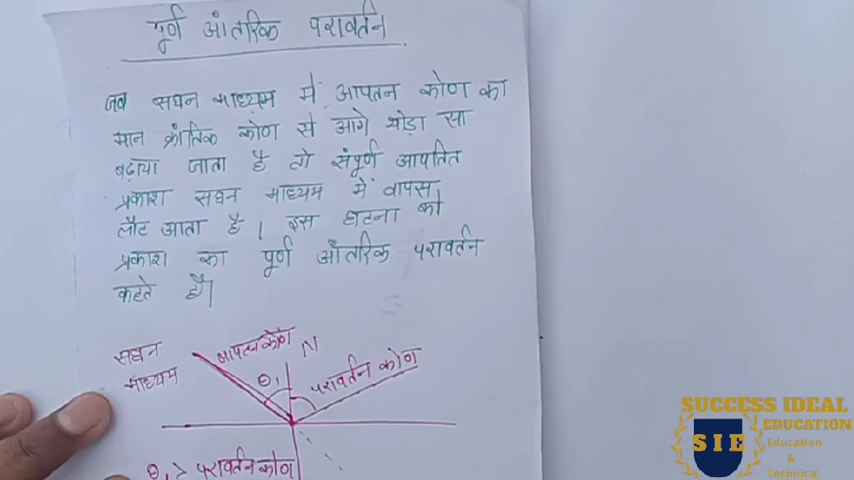 पूर्ण आंतरिक परावर्तन
जब सघन माध्यम में आपतन कोण का
मान क्रांतिक कोण से आगे थोड़ा सा
बढ़ाया जाता है तो संपूर्ण आपतित
प्रकाश सघन माध्यम में वापस
लौट आता है। इस घटना को
प्रकाश का पूर्ण आंतरिक परावर्तन
कहते है।
सघन
माध्यम
आपतन कोण
N
परावर्तन कोण
θ₁
θ₁ > परावर्तन कोण
SUCCESS IDEAL
EDUCATION
SIE
Education
&
Technical